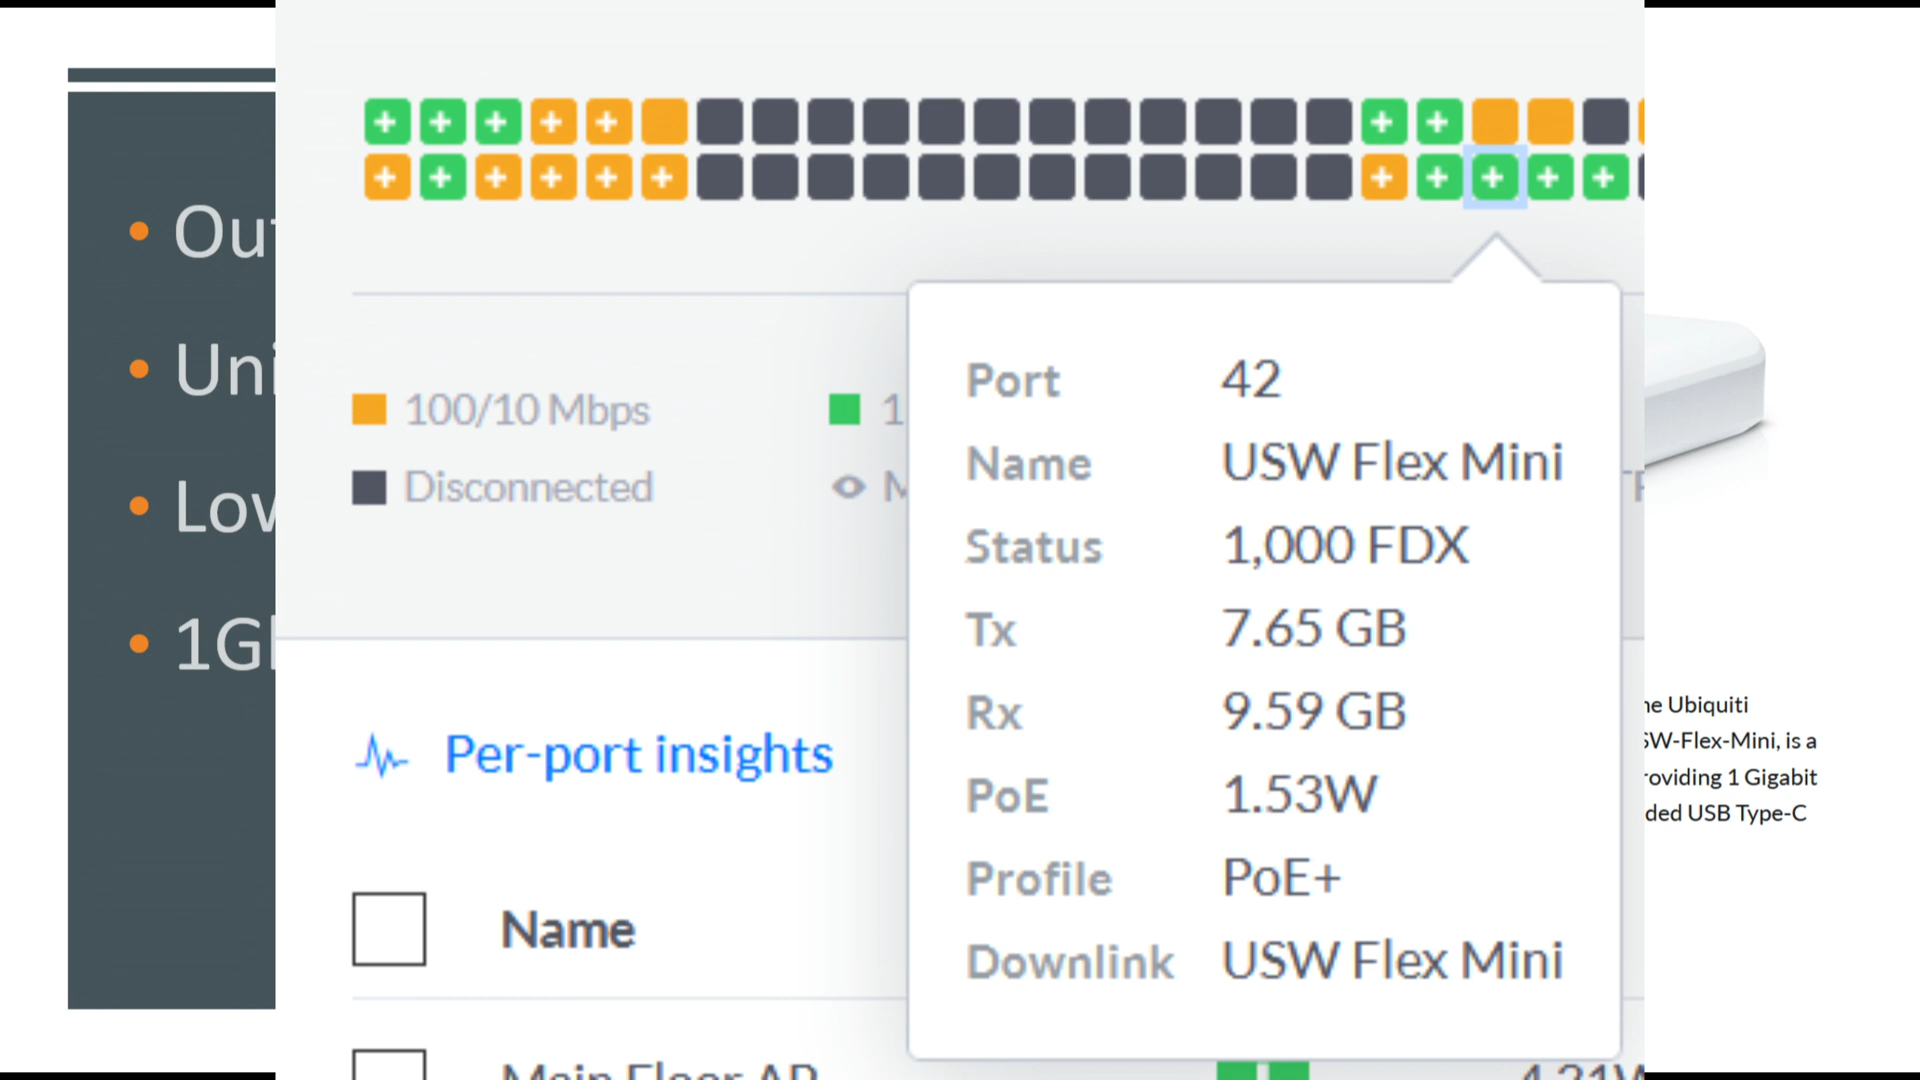 100/10 Mbps
Disconnected
Port 42
Name USW Flex Mini
Status 1,000 FDX
Tx 7.65 GB
Rx 9.59 GB
PoE 1.53W
Profile PoE+
Downlink USW Flex Mini
Per-port insights
Name
Main Floor AP
Ubiquiti
SW-Flex-Mini, is a
1 Gigabit
USB Type-C